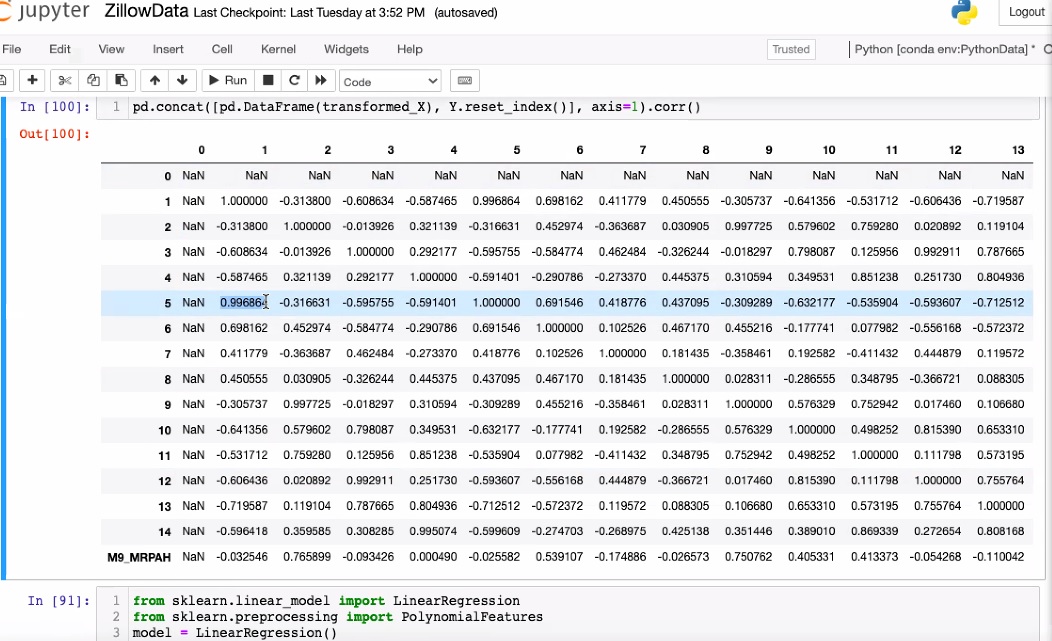 jupyter ZillowData Last Checkpoint: Last Tuesday at 3:52 PM (autosaved) Logout
File Edit View Insert Cell Kernel Widgets Help Trusted Python [conda env:PythonData] *
Run Code
In [100]: 1 pd.concat([pd.DataFrame(transformed_X), Y.reset_index()], axis=1).corr()
Out[100]:
0 1 2 3 4 5 6 7 8 9 10 11 12 13
0 NaN NaN NaN NaN NaN NaN NaN NaN NaN NaN NaN NaN NaN NaN
1 NaN 1.000000 -0.313800 -0.608634 -0.587465 0.996864 0.698162 0.411779 0.450555 -0.305737 -0.641356 -0.531712 -0.606436 -0.719587
2 NaN -0.313800 1.000000 -0.013926 0.321139 -0.316631 0.452974 -0.363687 0.030905 0.997725 0.579602 0.759280 0.020892 0.119104
3 NaN -0.608634 -0.013926 1.000000 0.292177 -0.595755 -0.584774 0.462484 -0.326244 -0.018297 0.798087 0.125956 0.992911 0.787665
4 NaN -0.587465 0.321139 0.292177 1.000000 -0.591401 -0.290786 -0.273370 0.445375 0.310594 0.349531 0.851238 0.251730 0.804936
5 NaN 0.996864 -0.316631 -0.595755 -0.591401 1.000000 0.691546 0.418776 0.437095 -0.309289 -0.632177 -0.535904 -0.593607 -0.712512
6 NaN 0.698162 0.452974 -0.584774 -0.290786 0.691546 1.000000 0.102526 0.467170 0.455216 -0.177741 0.077982 -0.556168 -0.572372
7 NaN 0.411779 -0.363687 0.462484 -0.273370 0.418776 0.102526 1.000000 0.181435 -0.358461 0.192582 -0.411432 0.444879 0.119572
8 NaN 0.450555 0.030905 -0.326244 0.445375 0.437095 0.467170 0.181435 1.000000 0.028311 -0.286555 0.348795 -0.366721 0.088305
9 NaN -0.305737 0.997725 -0.018297 0.310594 -0.309289 0.455216 -0.358461 0.028311 1.000000 0.576329 0.752942 0.017460 0.106680
10 NaN -0.641356 0.579602 0.798087 0.349531 -0.632177 -0.177741 0.192582 -0.286555 0.576329 1.000000 0.498252 0.815390 0.653310
11 NaN -0.531712 0.759280 0.125956 0.851238 -0.535904 0.077982 -0.411432 0.348795 0.752942 0.498252 1.000000 0.111798 0.573195
12 NaN -0.606436 0.020892 0.992911 0.251730 -0.593607 -0.556168 0.444879 -0.366721 0.017460 0.815390 0.111798 1.000000 0.755764
13 NaN -0.719587 0.119104 0.787665 0.804936 -0.712512 -0.572372 0.119572 0.088305 0.106680 0.653310 0.573195 0.755764 1.000000
14 NaN -0.596418 0.359585 0.308285 0.995074 -0.599609 -0.274703 -0.268975 0.425138 0.351446 0.389010 0.869339 0.272654 0.808168
M9_MRPAH NaN -0.032546 0.765899 -0.093426 0.000490 -0.025582 0.539107 -0.174886 -0.026573 0.750762 0.405331 0.413373 -0.054268 -0.110042
In [91]: 1 from sklearn.linear_model import LinearRegression
2 from sklearn.preprocessing import PolynomialFeatures
3 model = LinearRegression()